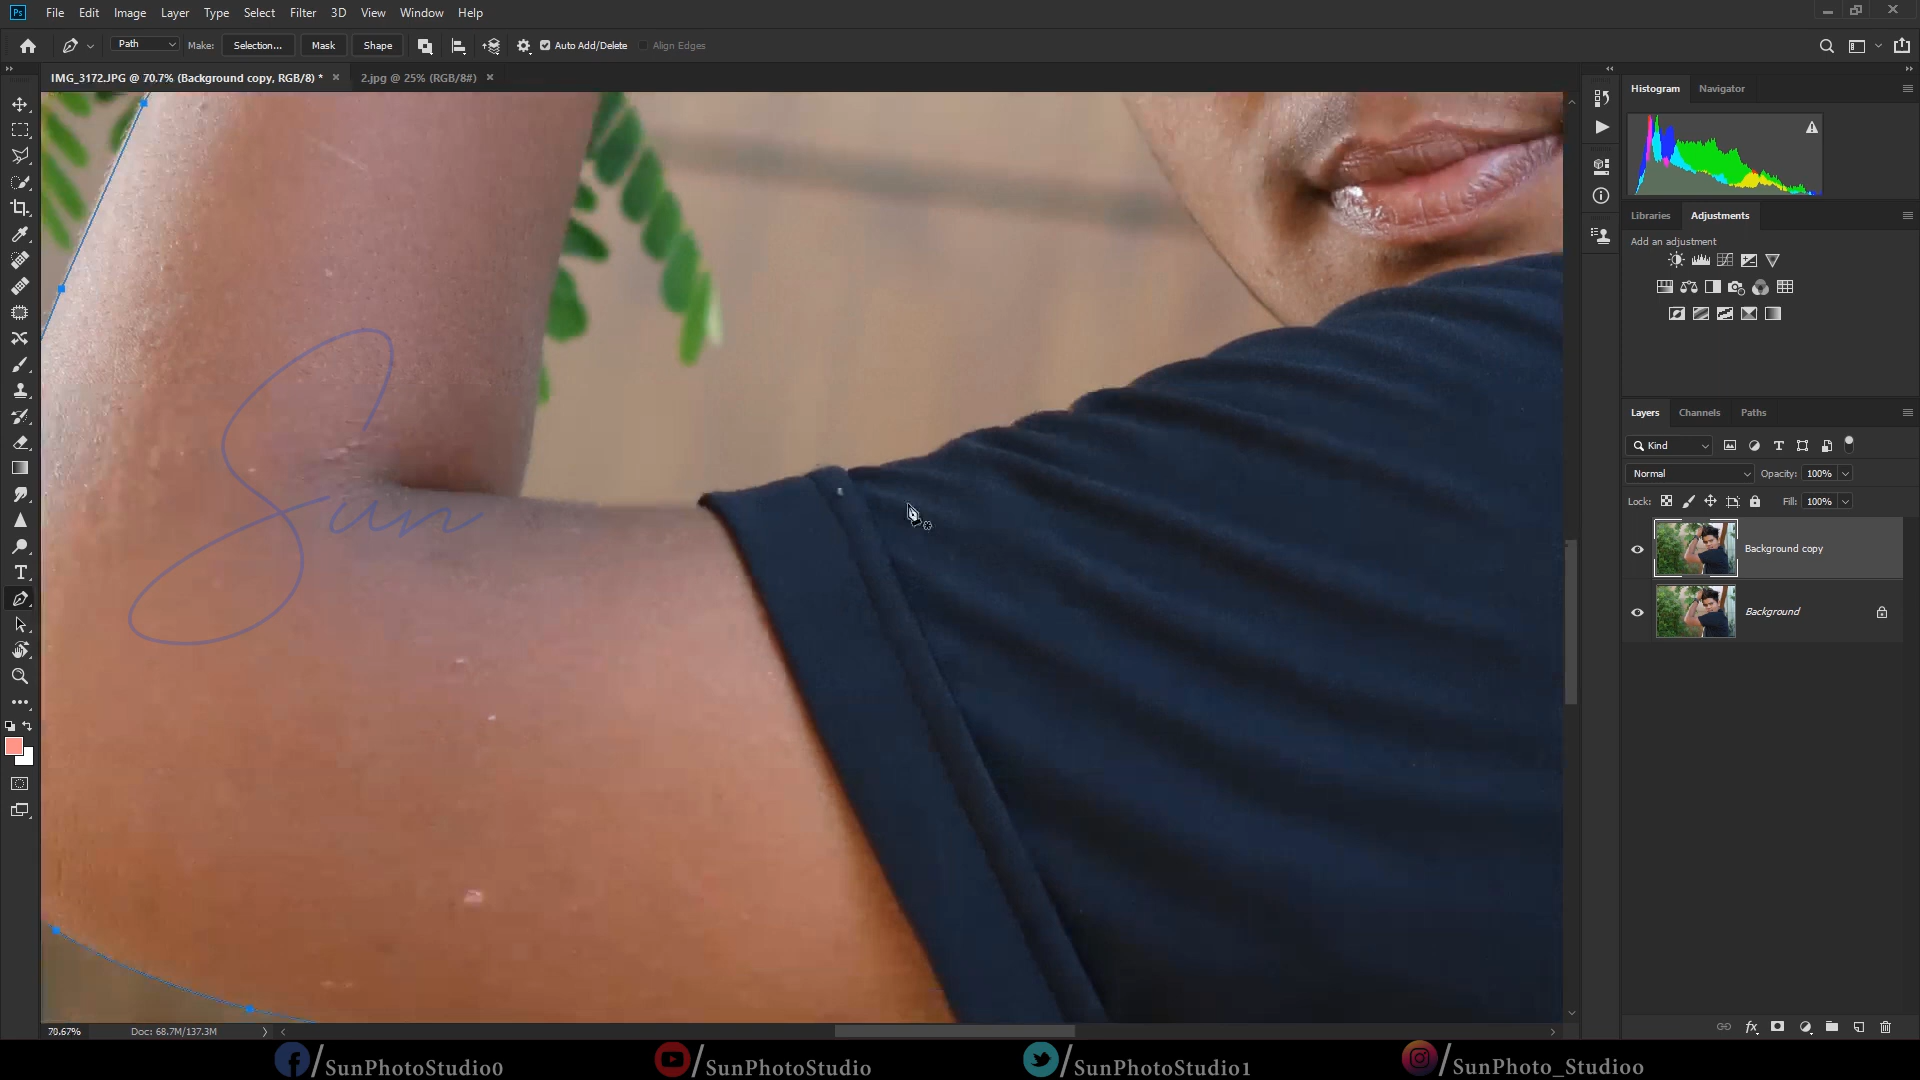 Ps File Edit Image Layer Type Select Filter 3D View Window Help
Path Make: Selection... Mask Shape Auto Add/Delete Align Edges
IMG_3172.JPG @ 70.7% (Background copy, RGB/8) * × 2.jpg @ 25% (RGB/8#) ×
Histogram Navigator
Libraries Adjustments
Add an adjustment
Layers Channels Paths
Kind
Normal Opacity: 100%
Lock: Fill: 100%
Background copy
Background
Sun
70.67% Doc: 68.7M/137.3M
/SunPhotoStudio0 /SunPhotoStudio /SunPhotoStudio1 /SunPhoto_Studioo